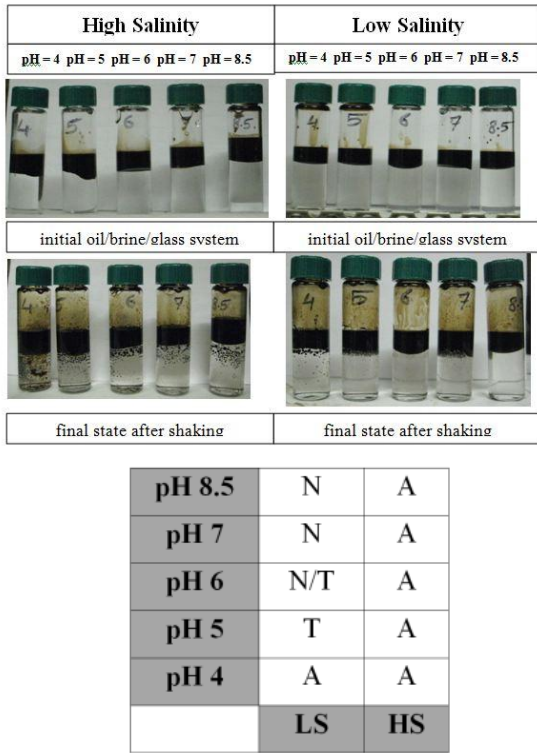 High Salinity Low Salinity
pH = 4 pH = 5 pH = 6 pH = 7 pH = 8.5 pH = 4 pH = 5 pH = 6 pH = 7 pH = 8.5
4 5 6 7 8.5 4 5 6 7 8.5
initial oil/brine/glass system initial oil/brine/glass system
4 5 6 7 8.5 4 5 6 7 8.
final state after shaking final state after shaking
pH 8.5 N A
pH 7 N A
pH 6 N/T A
pH 5 T A
pH 4 A A
LS HS